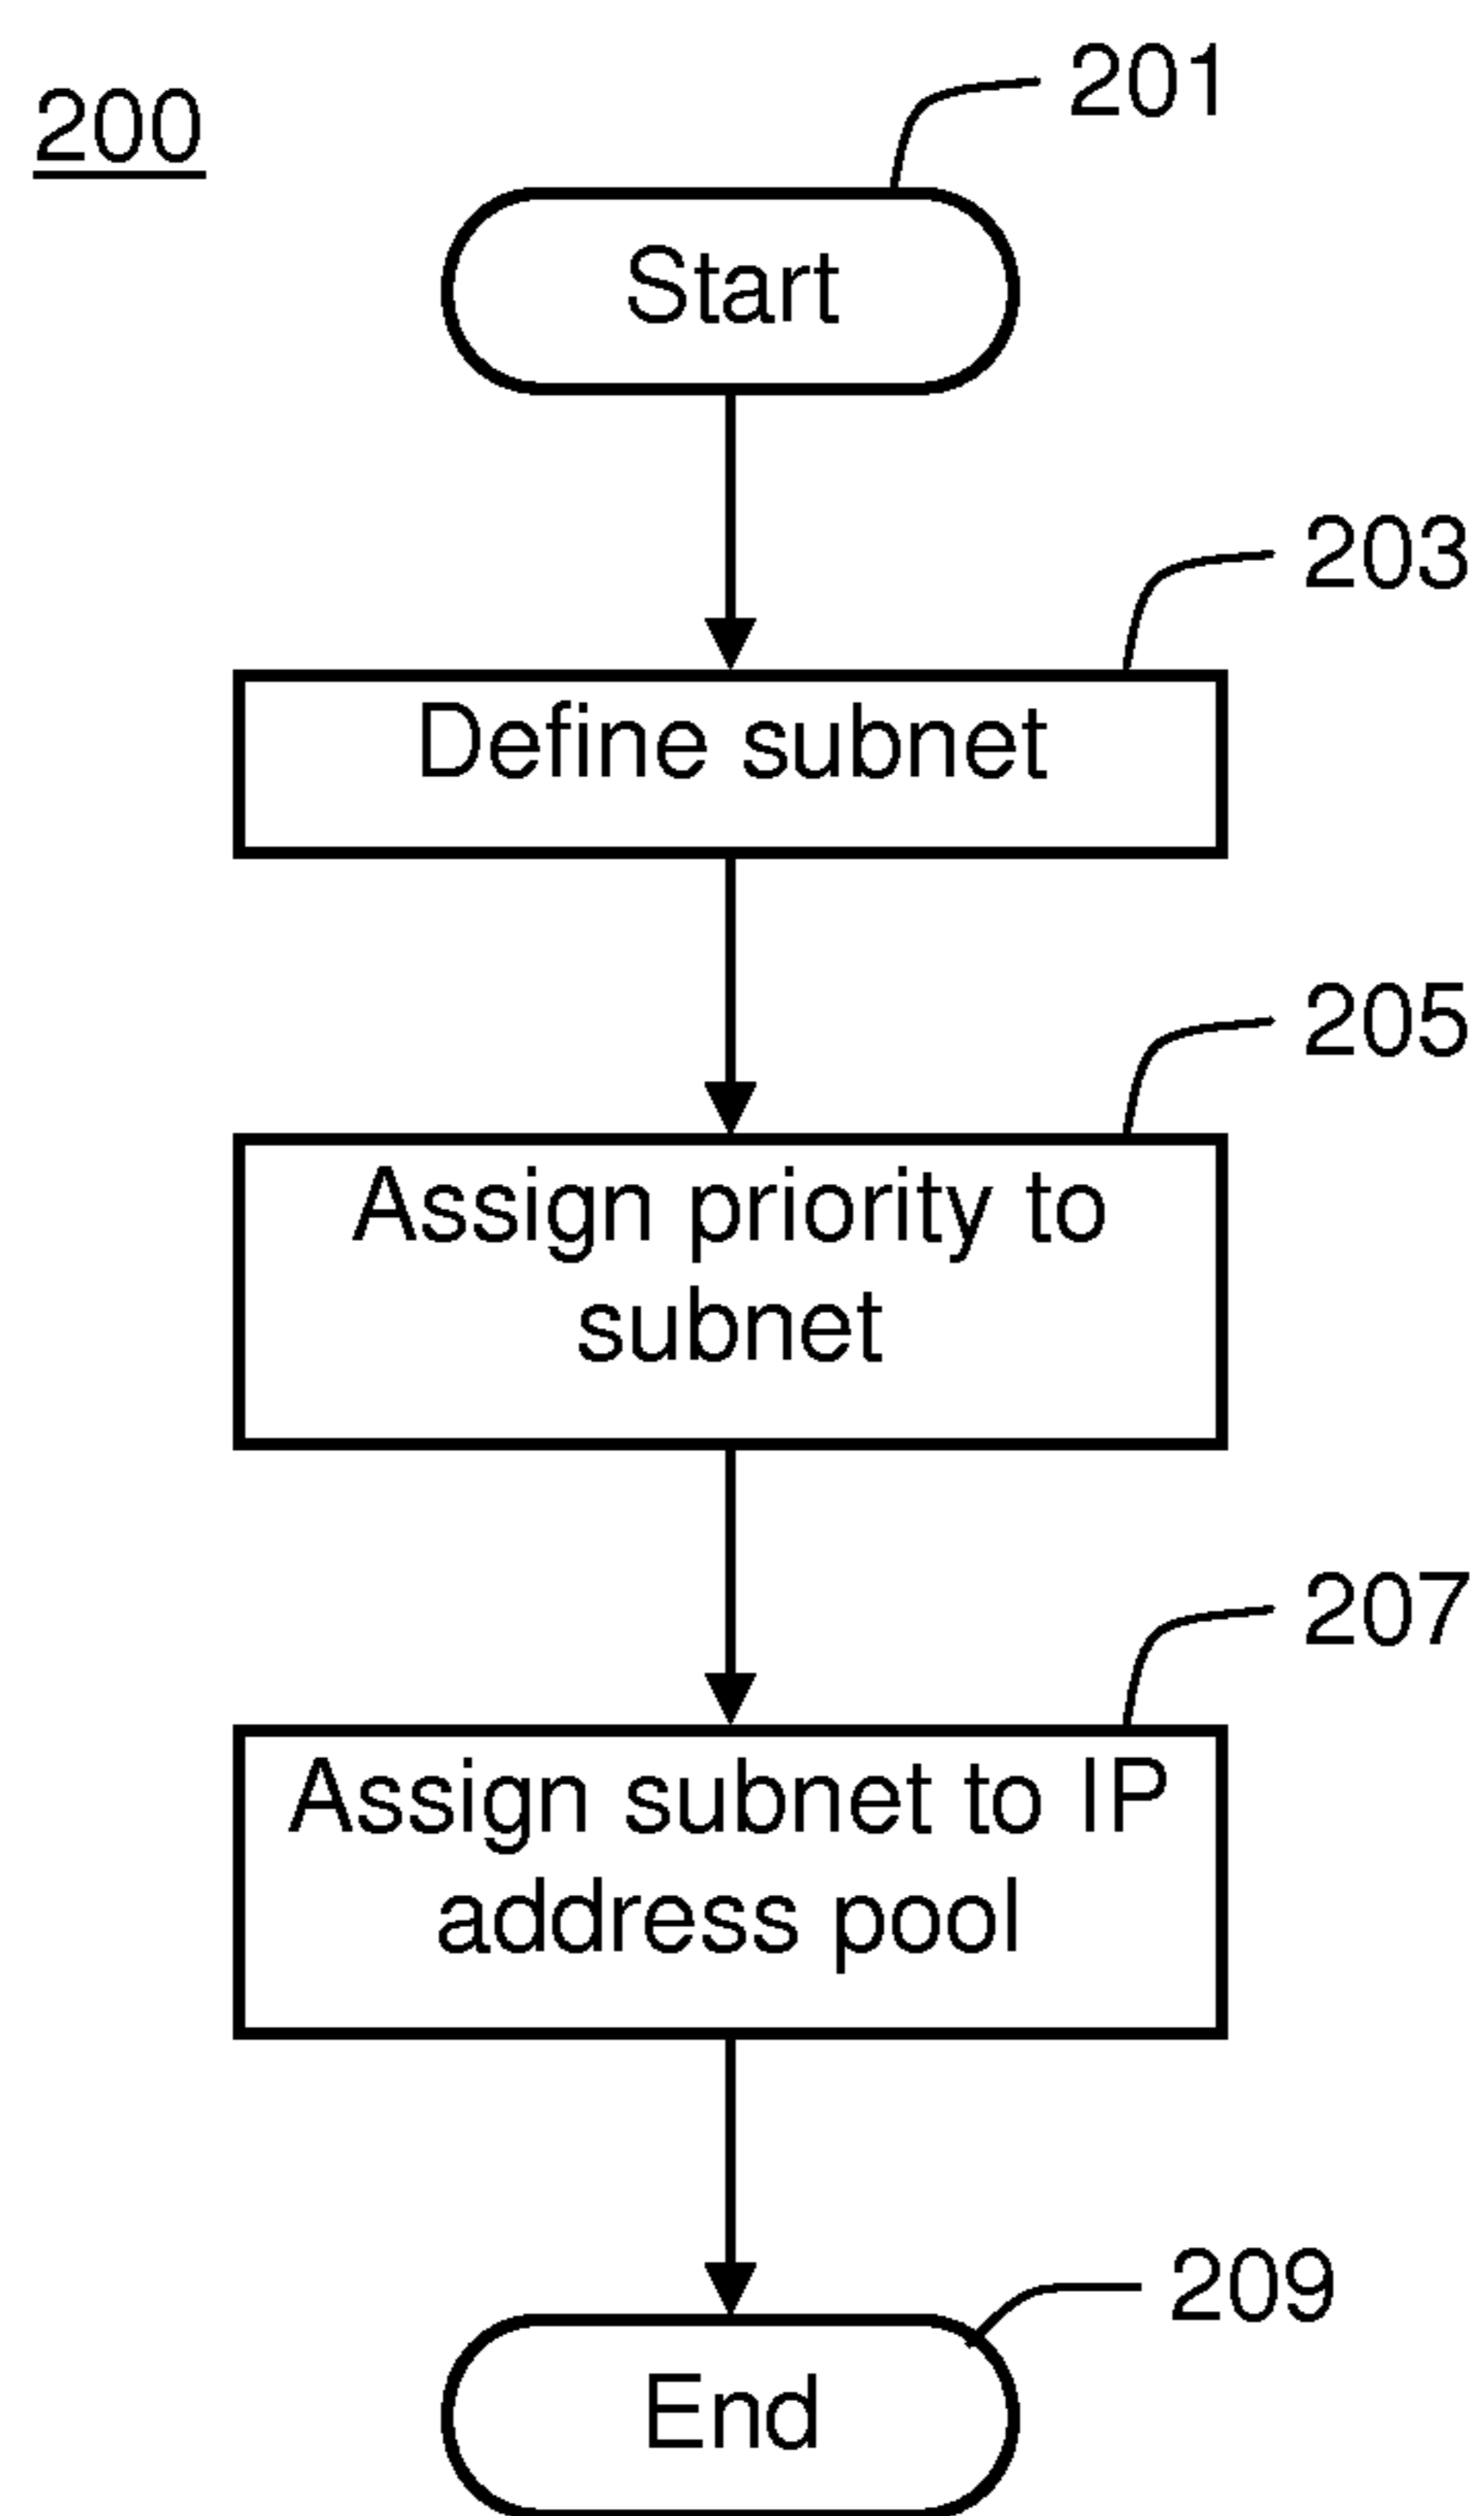 200
201
Start
203
Define subnet
205
Assign priority to
subnet
207
Assign subnet to IP
address pool
209
End